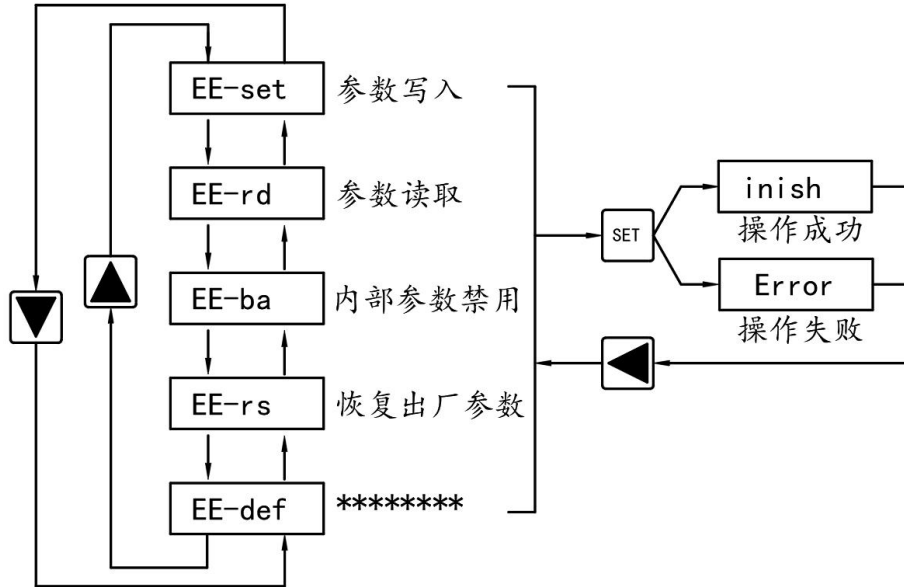 EE-set 参数写入
EE-rd 参数读取
EE-ba 内部参数禁用
EE-rs 恢复出厂参数
EE-def ********
SET
inish
操作成功
Error
操作失败